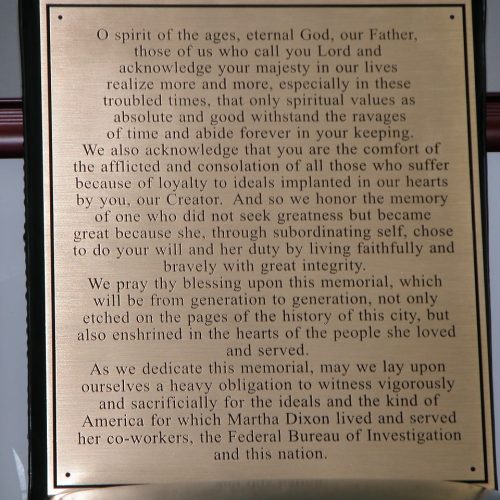 O spirit of the ages, eternal God, our Father,
those of us who call you Lord and
acknowledge your majesty in our lives
realize more and more, especially in these
troubled times, that only spiritual values as
absolute and good withstand the ravages
of time and abide forever in your keeping.
We also acknowledge that you are the comfort of
the afflicted and consolation of all those who suffer
because of loyalty to ideals implanted in our hearts
by you, our Creator. And so we honor the memory
of one who did not seek greatness but became
great because she, through subordinating self, chose
to do your will and her duty by living faithfully and
bravely with great integrity.
We pray thy blessing upon this memorial, which
will be from generation to generation, not only
etched on the pages of the history of this city, but
also enshrined in the hearts of the people she loved
and served.
As we dedicate this memorial, may we lay upon
ourselves a heavy obligation to witness vigorously
and sacrificially for the ideals and the kind of
America for which Martha Dixon lived and served
her co-workers, the Federal Bureau of Investigation
and this nation.